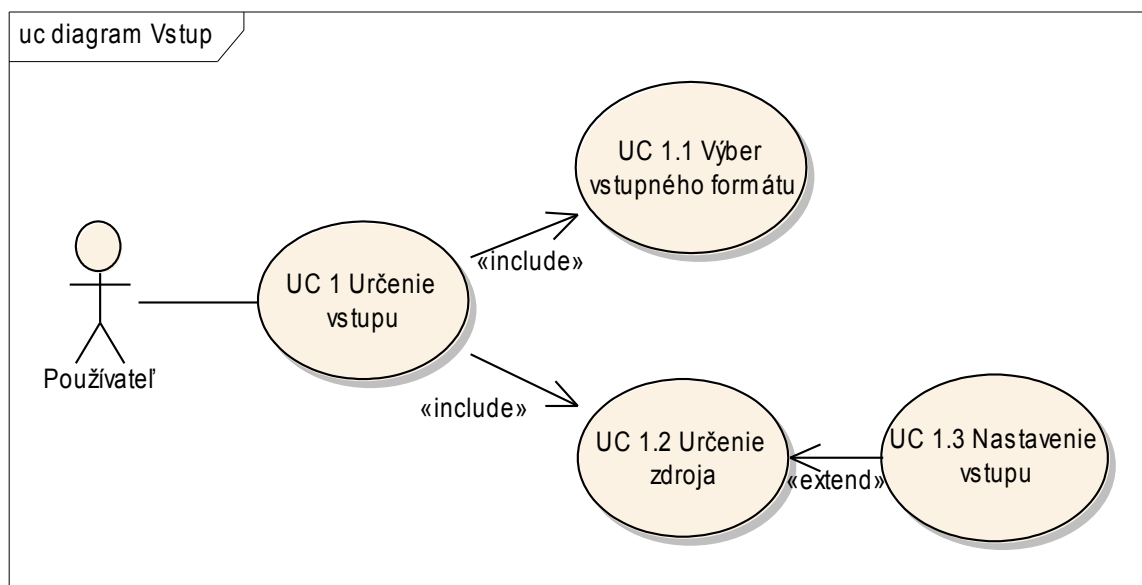 uc diagram Vstup
UC 1.1 Výber
vstupného formátu
«include»
UC 1 Určenie
vstupu
Používateľ
«include»
UC 1.2 Určenie
zdroja
«extend»
UC 1.3 Nastavenie
vstupu